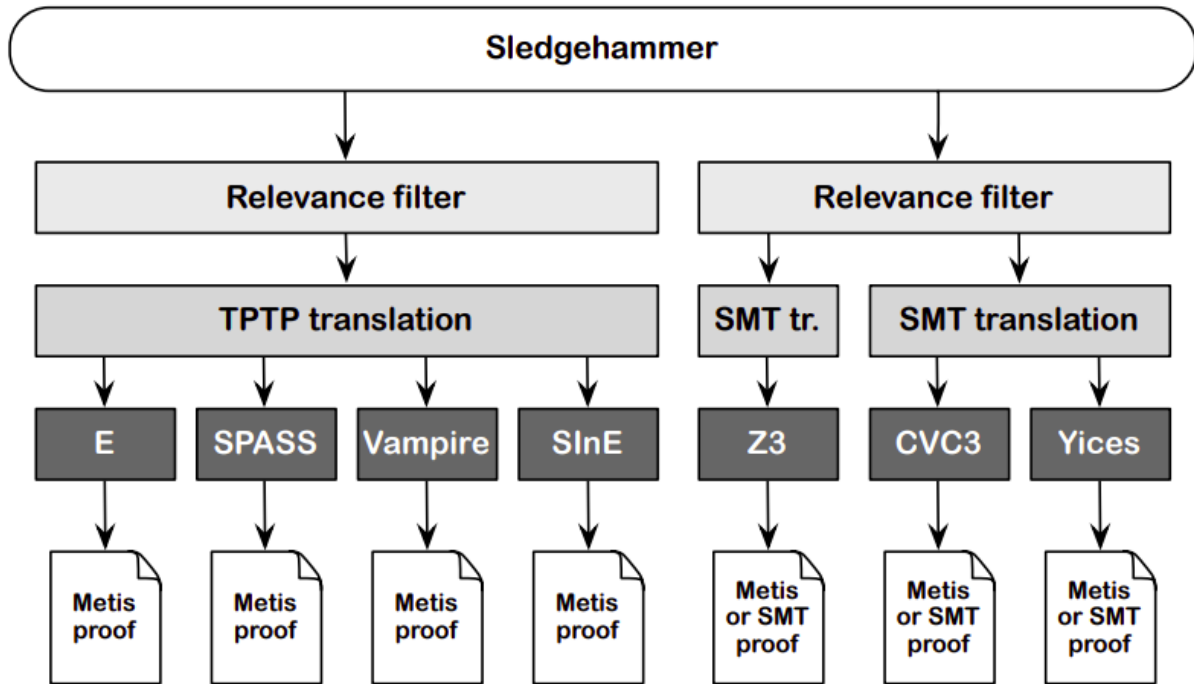 Sledgehammer
Relevance filter
Relevance filter
TPTP translation
SMT tr.
SMT translation
E
SPASS
Vampire
SInE
Z3
CVC3
Yices
Metis
proof
Metis
proof
Metis
proof
Metis
proof
Metis
or SMT
proof
Metis
or SMT
proof
Metis
or SMT
proof